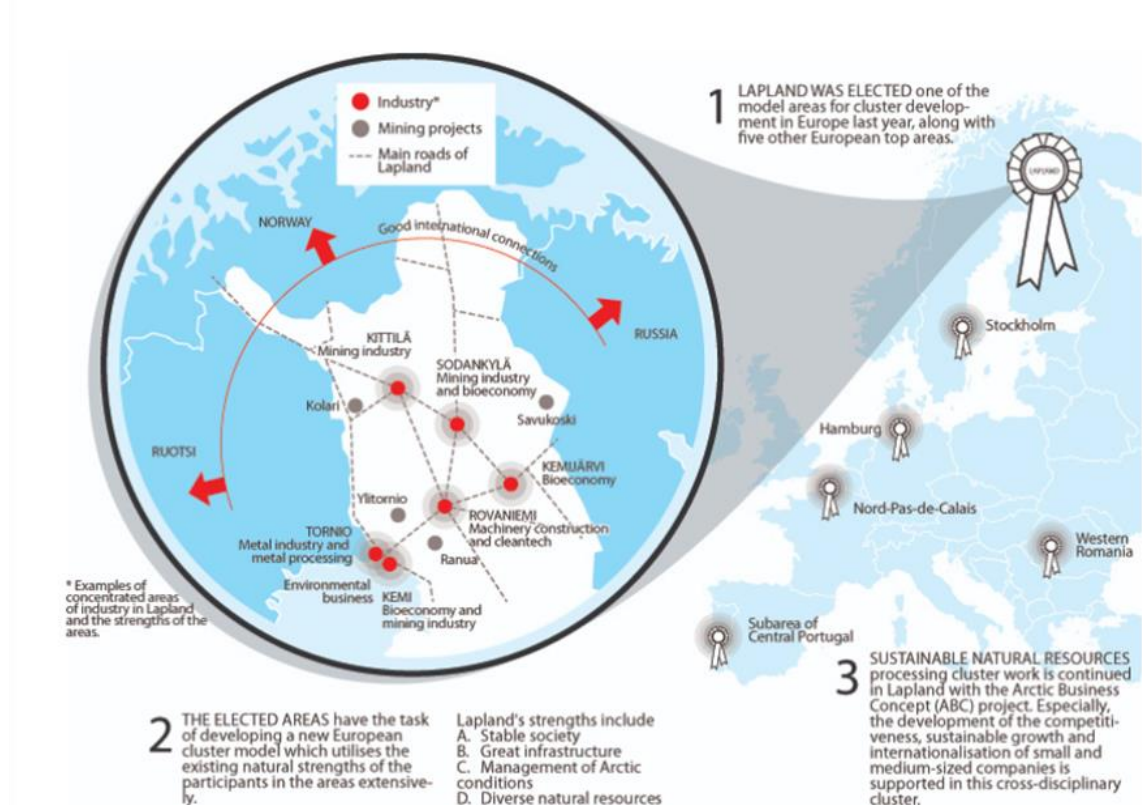 1
LAPLAND WAS ELECTED one of the
model areas for cluster develop-
ment in Europe last year, along with
five other European top areas.
LAPLAND
Industry*
Mining projects
Main roads of
Lapland
NORWAY
Good international connections
RUSSIA
RUOTSI
KITTILÄ
Mining industry
SODANKYLÄ
Mining industry
and bioeconomy
Kolari
Savukoski
KEMIJÄRVI
Bioeconomy
Ylitornio
ROVANIEMI
Machinery construction
and cleantech
TORNIO
Metal industry and
metal processing
Ranua
Environmental
business
KEMI
Bioeconomy and
mining industry
* Examples of
concentrated areas
of industry in Lapland
and the strengths of the
areas.
Stockholm
Hamburg
Nord-Pas-de-Calais
Western
Romania
Subarea of
Central Portugal
2
THE ELECTED AREAS have the task
of developing a new European
cluster model which utilises the
existing natural strengths of the
participants in the areas extensive-
ly.
Lapland's strengths include
A. Stable society
B. Great infrastructure
C. Management of Arctic
conditions
D. Diverse natural resources
3
SUSTAINABLE NATURAL RESOURCES
processing cluster work is continued
in Lapland with the Arctic Business
Concept (ABC) project. Especially,
the development of the competiti-
veness, sustainable growth and
internationalisation of small and
medium-sized companies is
supported in this cross-disciplinary
cluster.